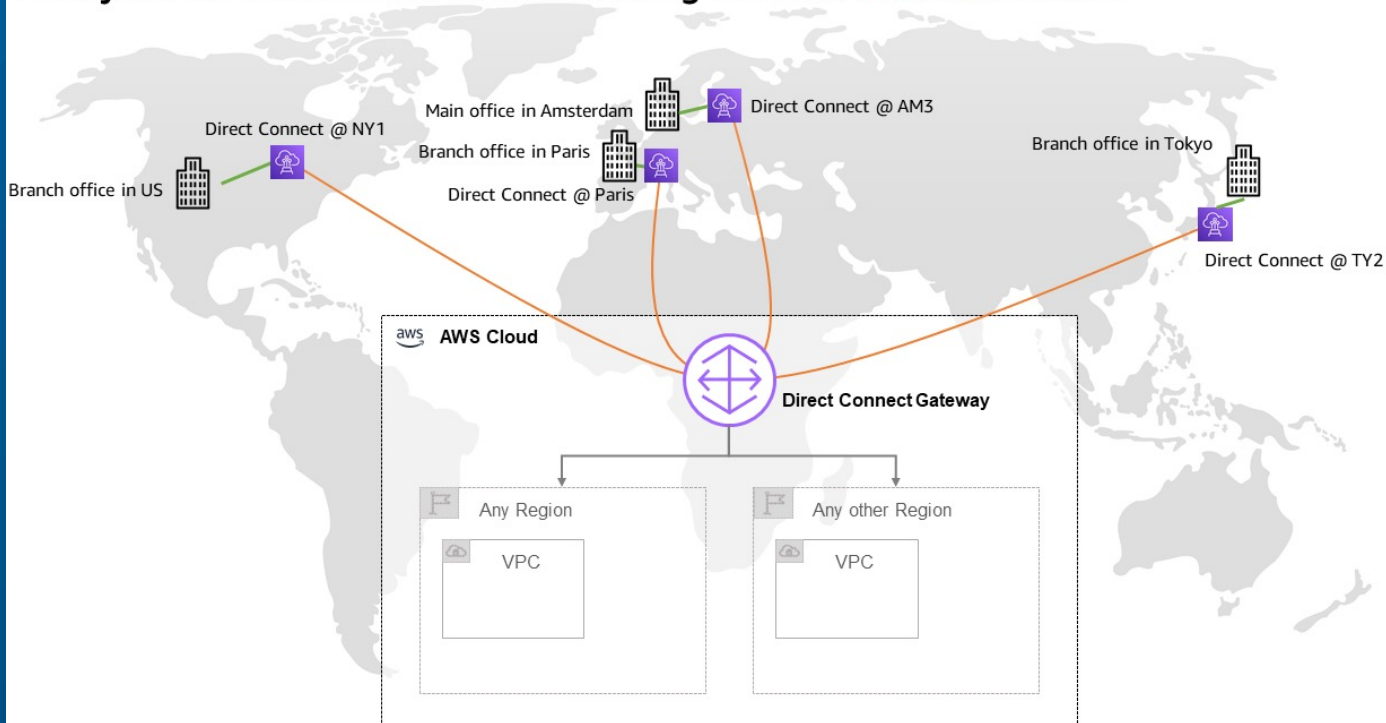 Direct Connect @ NY1
Branch office in US
Main office in Amsterdam
Direct Connect @ AM3
Branch office in Paris
Direct Connect @ Paris
Branch office in Tokyo
Direct Connect @ TY2
aws
AWS Cloud
Direct Connect Gateway
Any Region
VPC
Any other Region
VPC